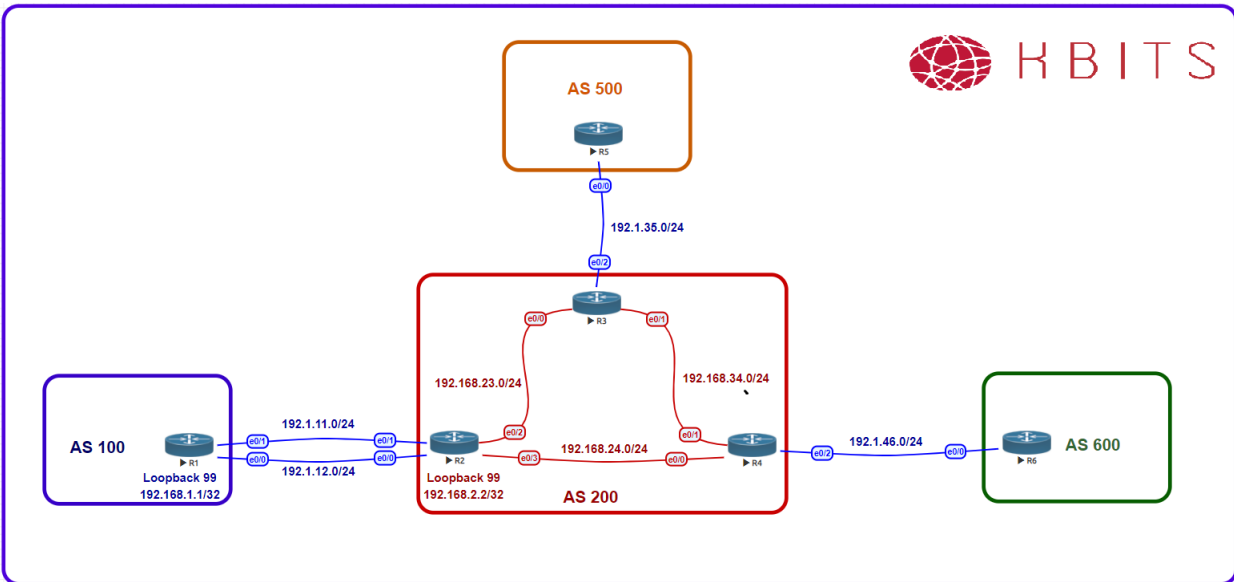 KBITS
AS 500
R5
e0/0
192.1.35.0/24
e0/2
R3
e0/0
e0/1
192.168.23.0/24
192.168.34.0/24
AS 100
R1
e0/1
192.1.11.0/24
e0/1
e0/0
192.1.12.0/24
e0/0
Loopback 99
192.168.1.1/32
R2
e0/2
e0/3
192.168.24.0/24
Loopback 99
192.168.2.2/32
AS 200
e0/1
e0/0
R4
e0/2
192.1.46.0/24
e0/0
R6
AS 600